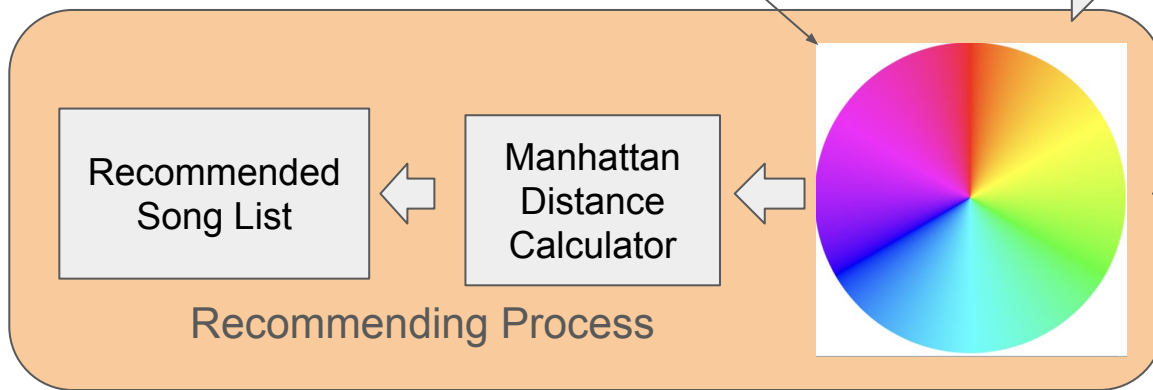 Recommended
Song List
Manhattan
Distance
Calculator
Recommending Process